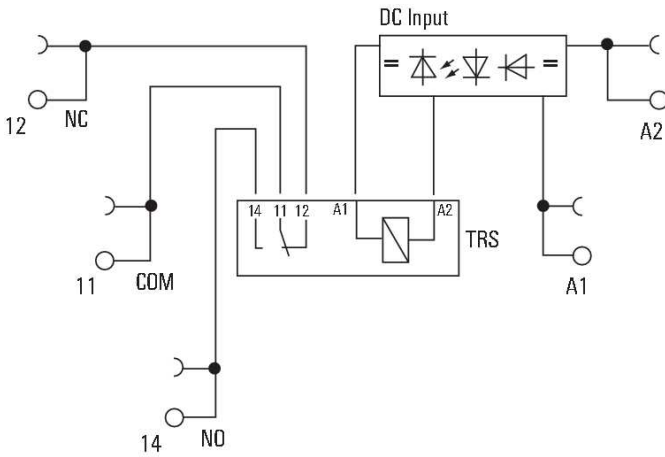 DC Input
= =
12 NC
A2
14 11 12 A1 A2
TRS
11 COM
A1
14 NO